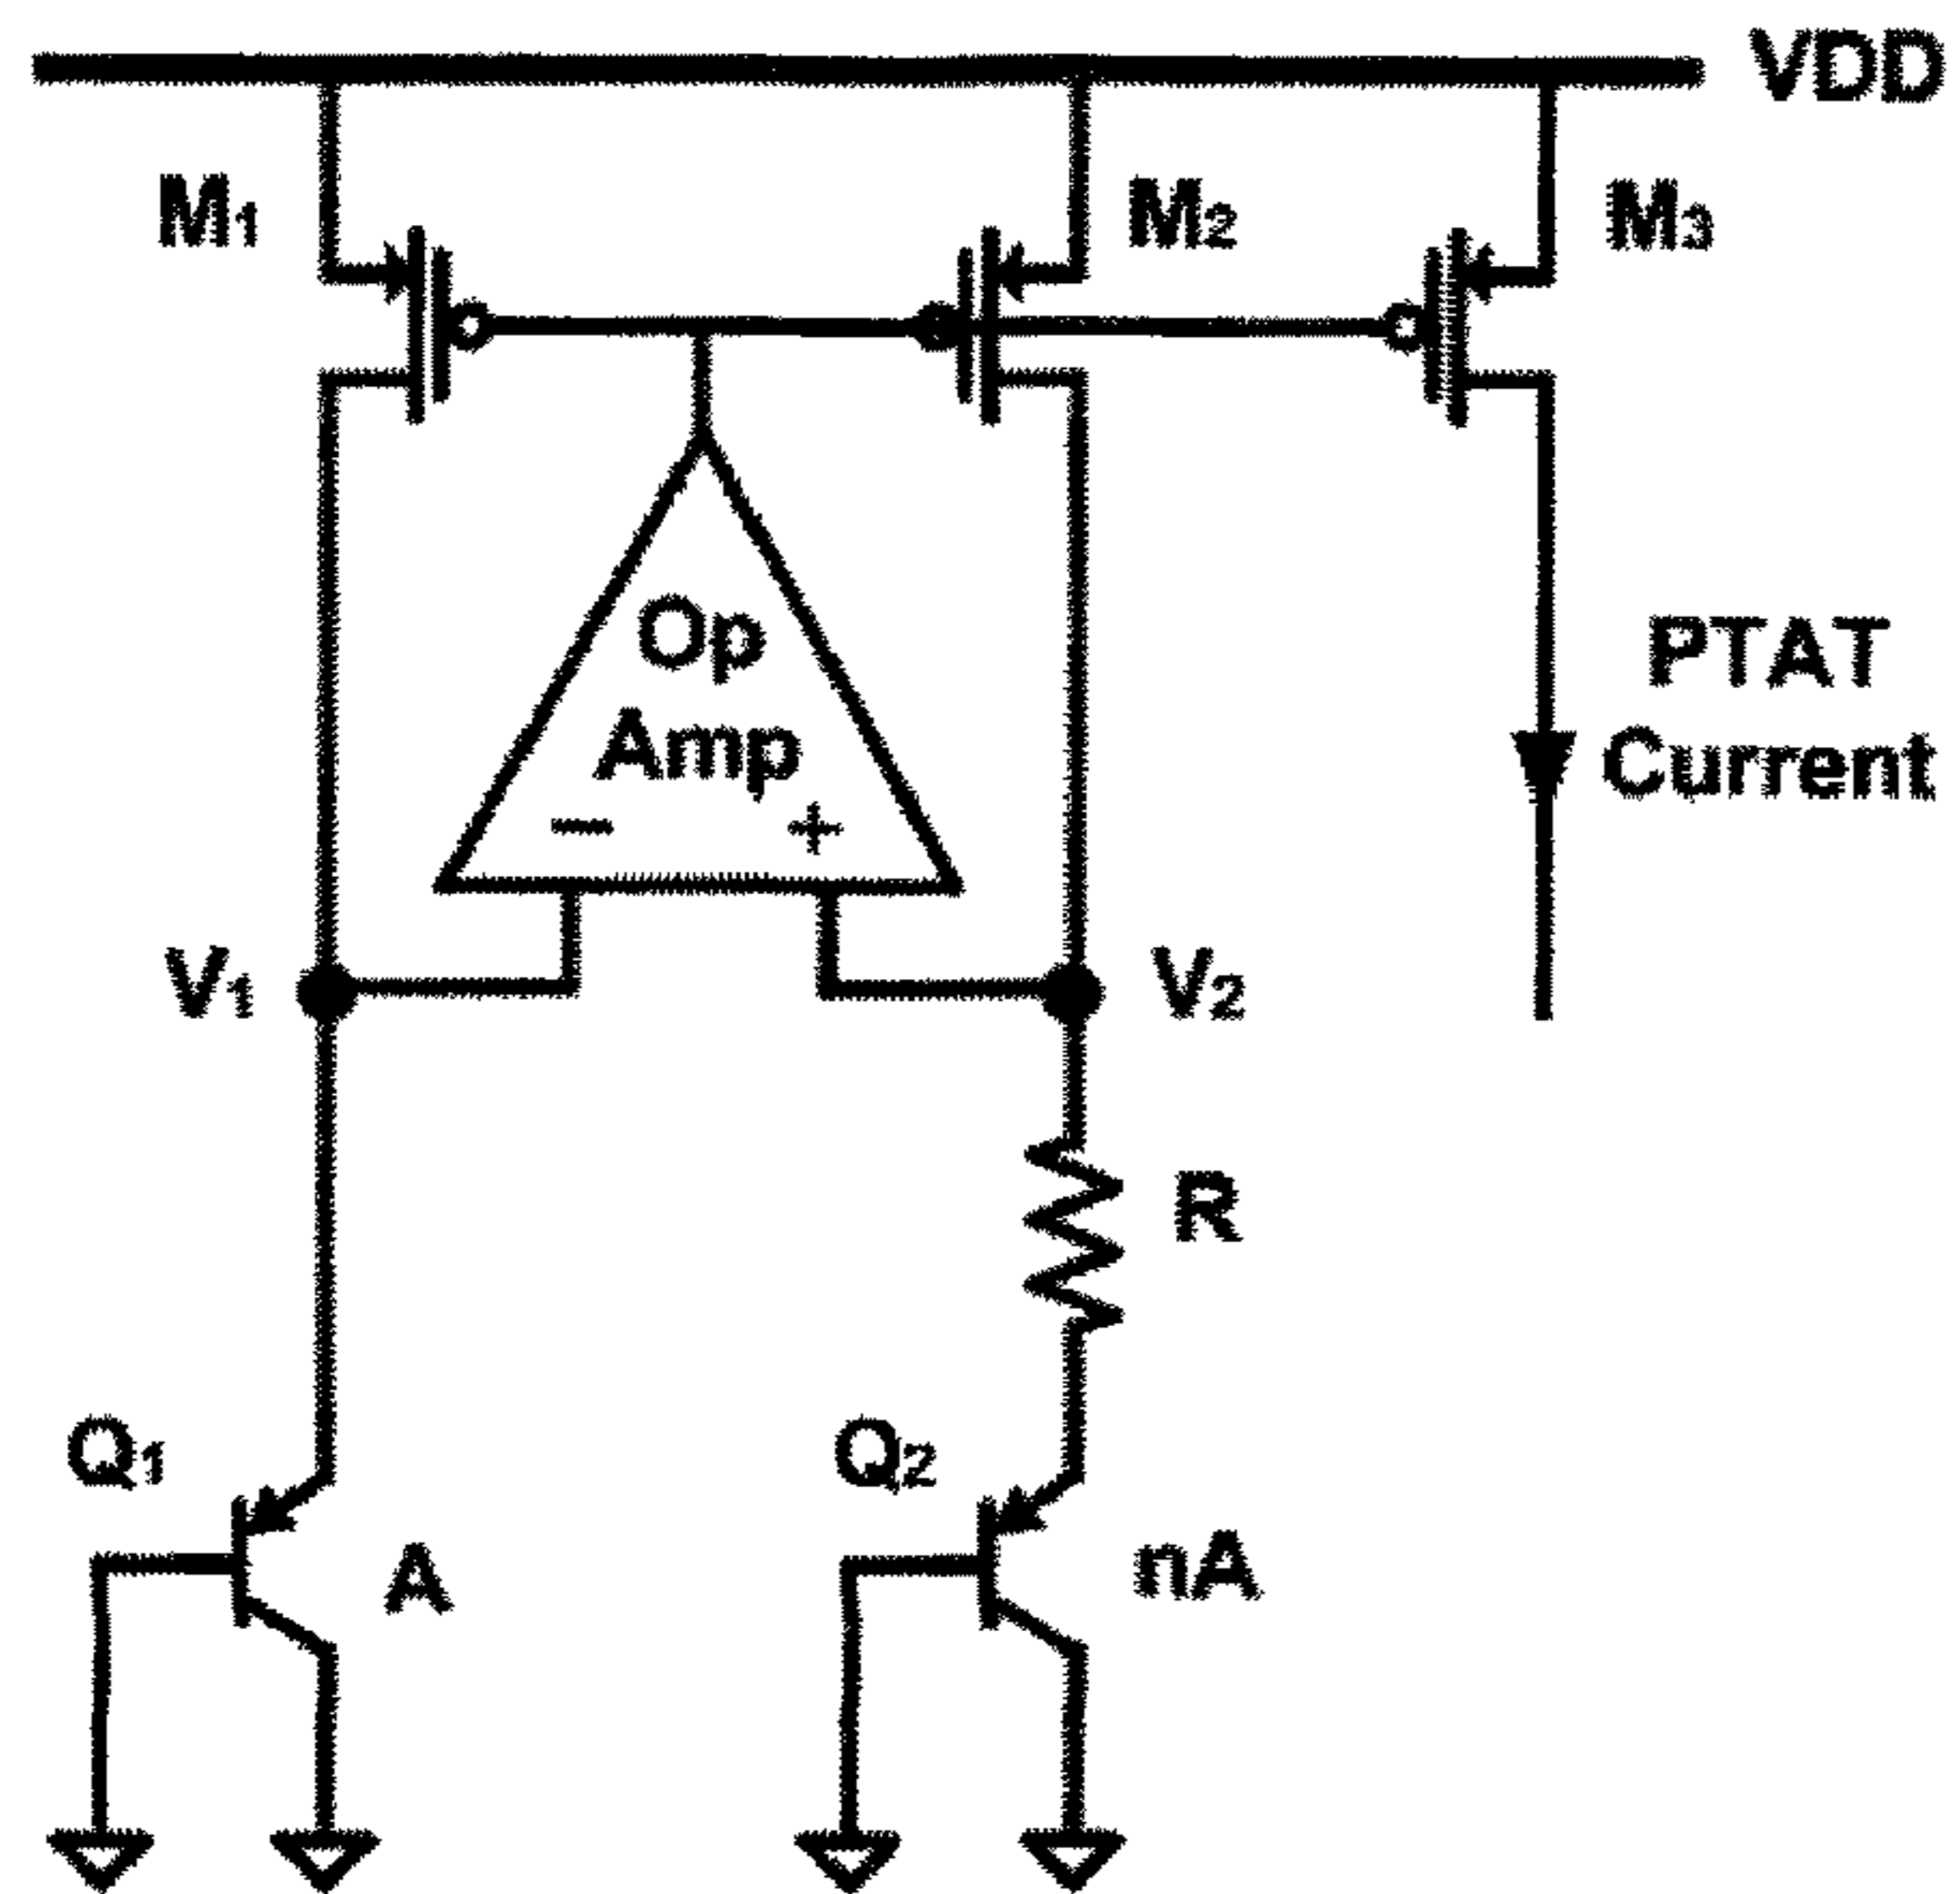 VDD
M1
M2
M3
Op
Amp
− +
PTAT
Current
V1
V2
R
Q1
Q2
A
nA